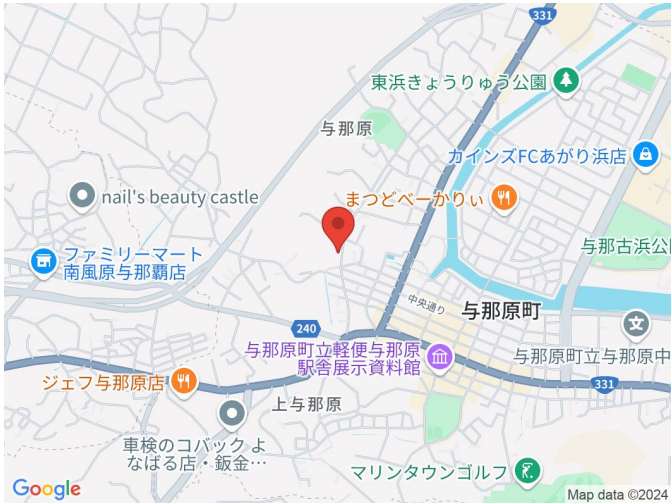 331
東浜きょうりゅう公園
与那原
カインズFCあがり浜店
nail's beauty castle
まつどべーかりぃ
ファミリーマート
南風原与那覇店
与那古浜公
中央通り
与那原町
240
与那原町立軽便与那原
駅舎展示資料館
与那原町立与那原中
ジェフ与那原店
331
上与那原
車検のコバック よ
なばる店・鈑金…
マリンタウンゴルフ
Google
Map data ©2024